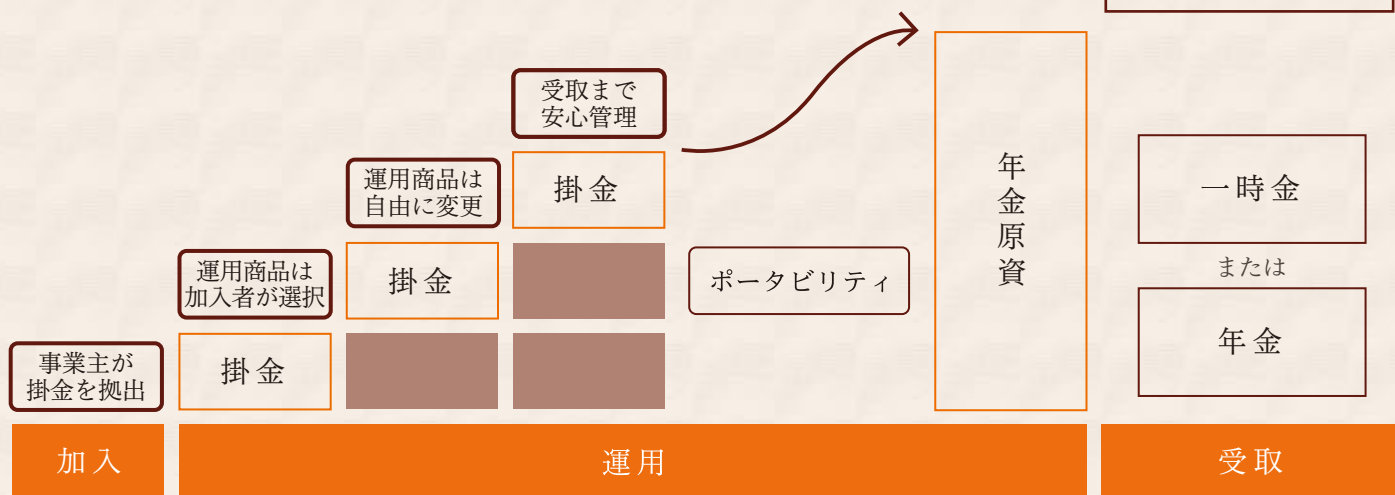 受取まで
安心管理
運用商品は
自由に変更
掛金
運用商品は
加入者が選択
掛金
ポータビリティ
事業主が
掛金を拠出
掛金
年金原資
一時金
または
年金
加入
運用
受取